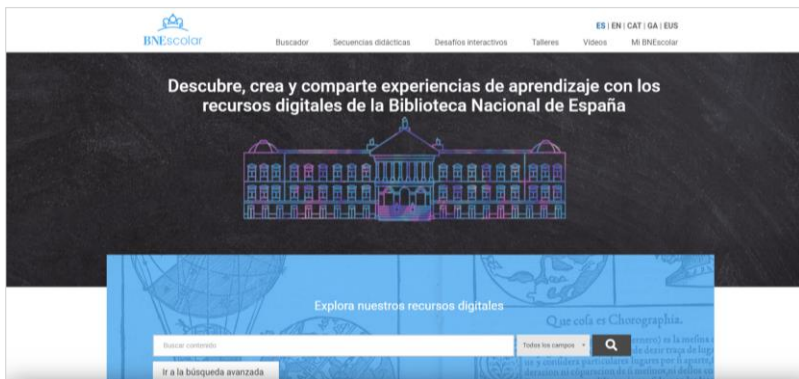 ES | EN | CAT | GA | EUS
BNEscolar
Buscador Secuencias didácticas Desafíos interactivos Talleres Vídeos Mi BNEscolar
Descubre, crea y comparte experiencias de aprendizaje con los
recursos digitales de la Biblioteca Nacional de España
Explora nuestros recursos digitales
Que cosa es Chorographia.
Buscar contenido
Todos los campos
Ir a la búsqueda avanzada